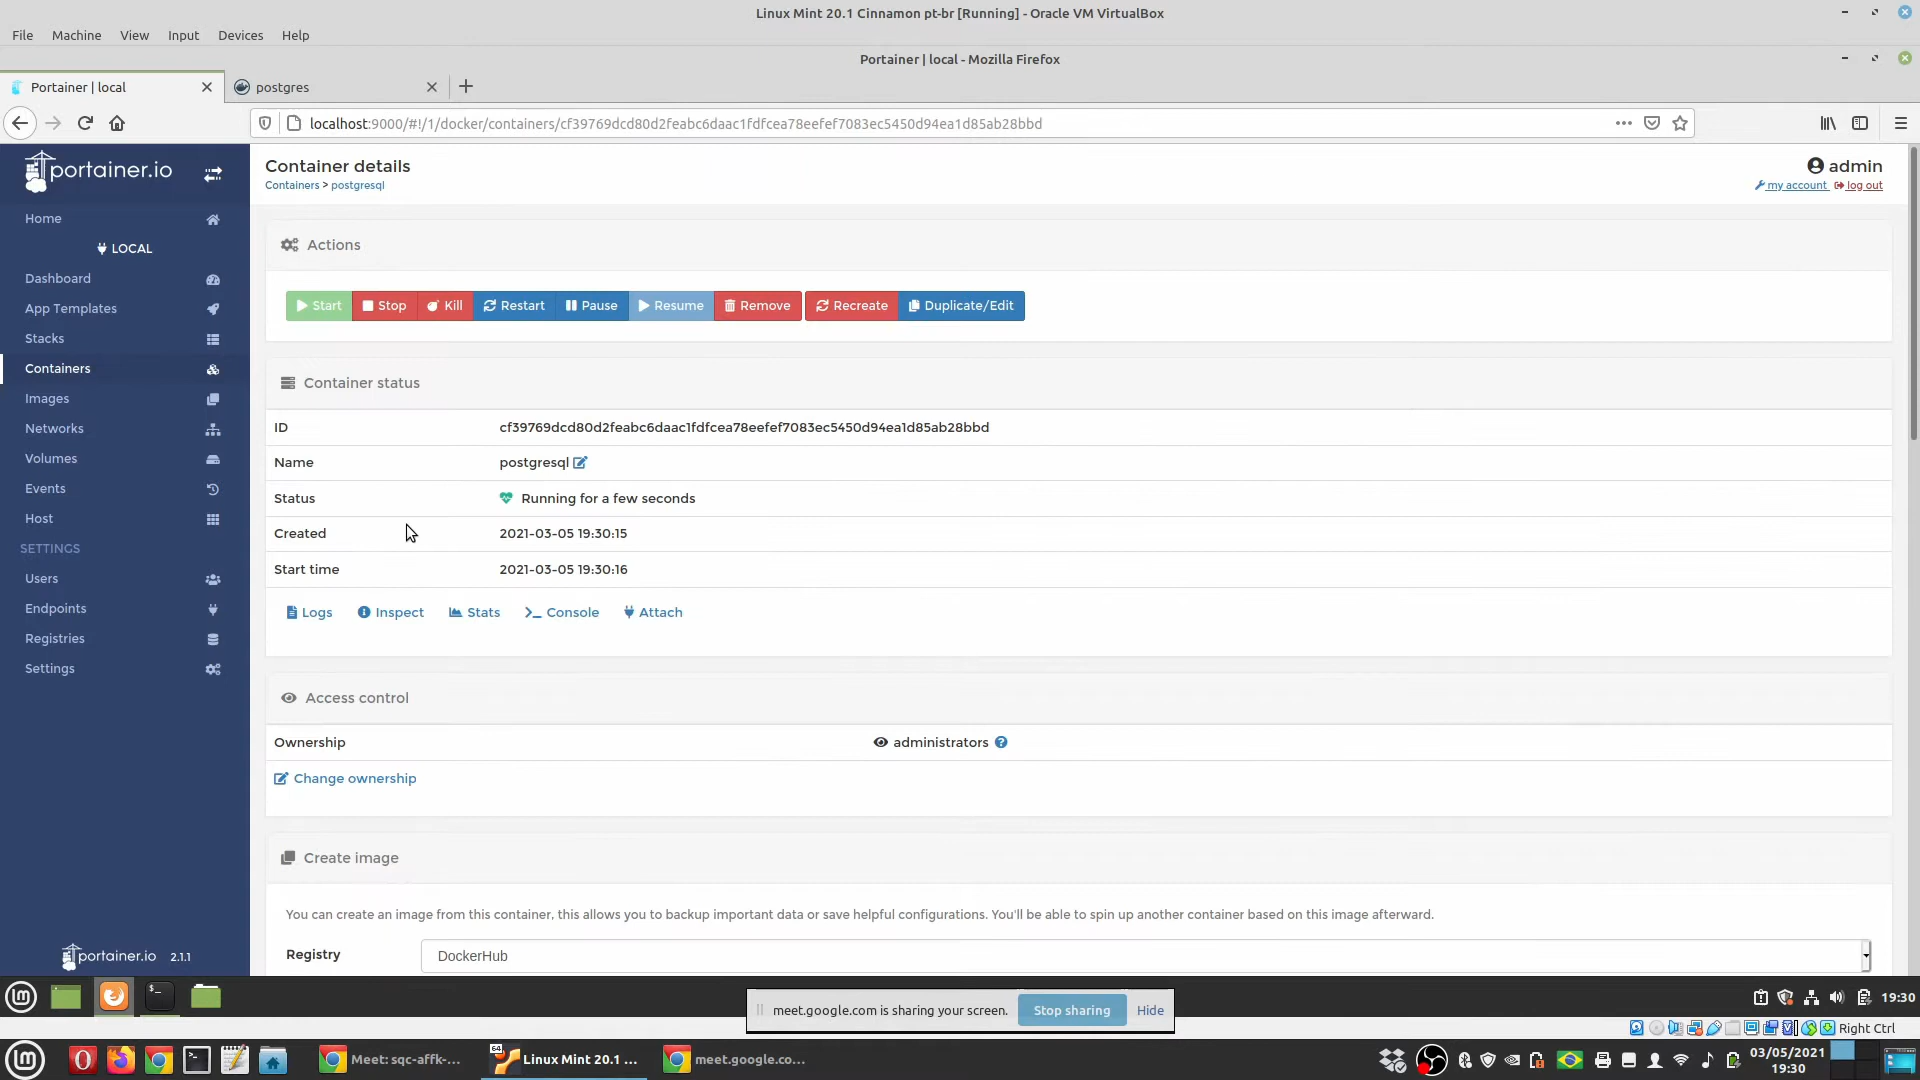 Linux Mint 20.1 Cinnamon pt-br [Running] - Oracle VM VirtualBox
File Machine View Input Devices Help
Portainer | local - Mozilla Firefox
Portainer | local
postgres
localhost:9000/#!/1/docker/containers/cf39769dcd80d2feabc6daac1fdfcea78eefef7083ec5450d94ea1d85ab28bbd
portainer.io
Container details
admin
Containers > postgresql
my account log out
Home
LOCAL
Dashboard
App Templates
Stacks
Containers
Images
Networks
Volumes
Events
Host
SETTINGS
Users
Endpoints
Registries
Settings
portainer.io 2.1.1
Actions
Start Stop Kill Restart Pause Resume Remove Recreate Duplicate/Edit
Container status
ID cf39769dcd80d2feabc6daac1fdfcea78eefef7083ec5450d94ea1d85ab28bbd
Name postgresql
Status Running for a few seconds
Created 2021-03-05 19:30:15
Start time 2021-03-05 19:30:16
Logs Inspect Stats Console Attach
Access control
Ownership administrators
Change ownership
Create image
You can create an image from this container, this allows you to backup important data or save helpful configurations. You'll be able to spin up another container based on this image afterward.
Registry DockerHub
19:30
meet.google.com is sharing your screen. Stop sharing Hide
Right Ctrl
Meet: sqc-affk-...
64
Linux Mint 20.1 ...
meet.google.co...
03/05/2021
19:30